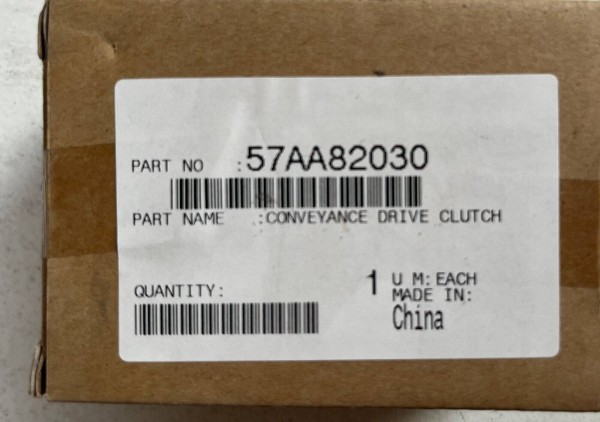 PART NO :57AA82030
PART NAME :CONVEYANCE DRIVE CLUTCH
QUANTITY: 1 U M: EACH
MADE IN:
China